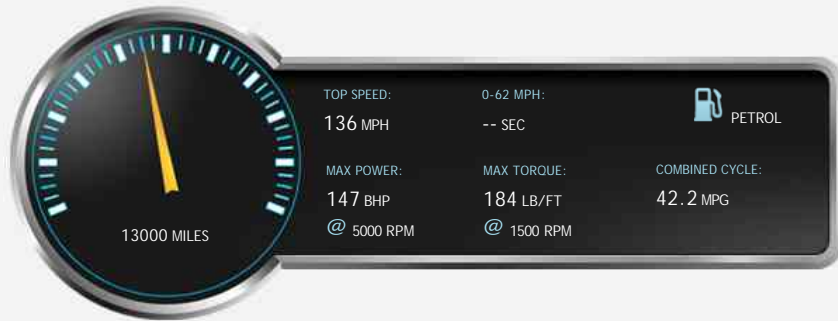 TOP SPEED:
136 MPH
0-62 MPH:
-- SEC
PETROL
MAX POWER:
147 BHP
@ 5000 RPM
MAX TORQUE:
184 LB/FT
@ 1500 RPM
COMBINED CYCLE:
42.2 MPG
13000 MILES